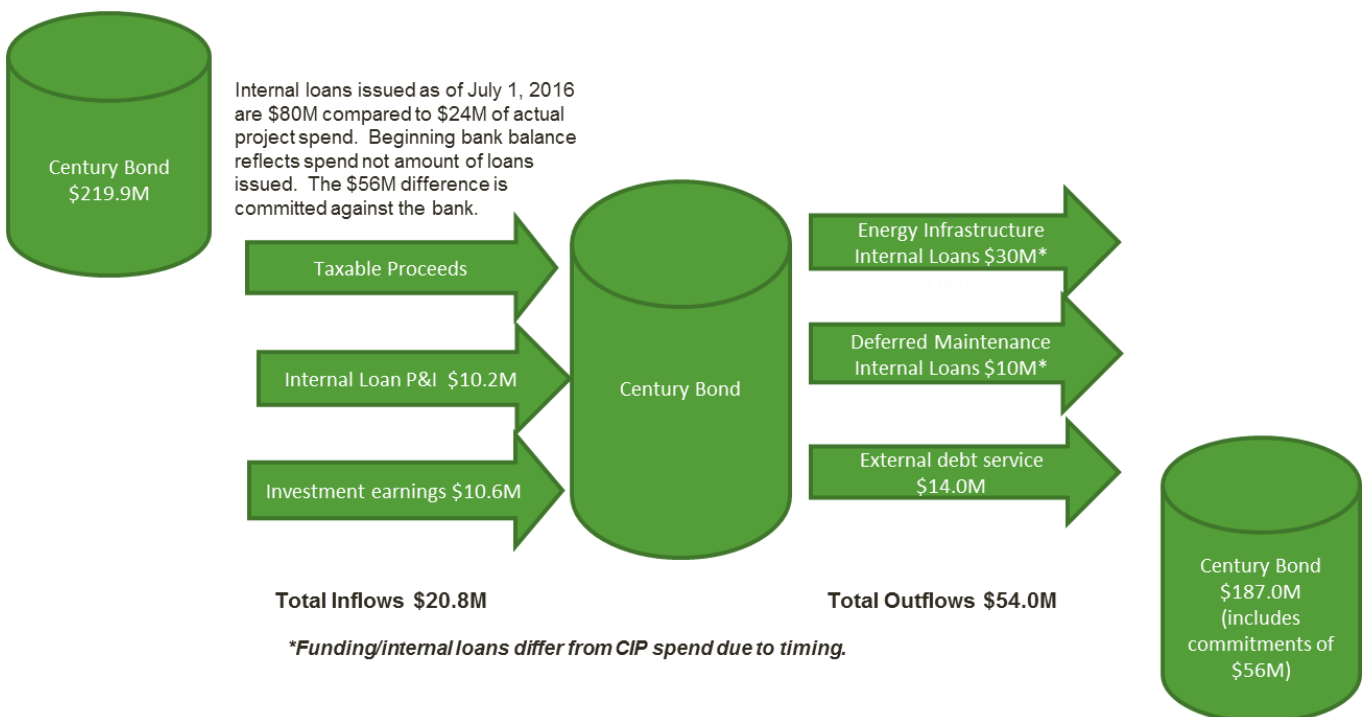 Century Bond
$219.9M
Internal loans issued as of July 1, 2016
are $80M compared to $24M of actual
project spend.  Beginning bank balance
reflects spend not amount of loans
issued.  The $56M difference is
committed against the bank.
Taxable Proceeds
Internal Loan P&I  $10.2M
Investment earnings $10.6M
Century Bond
Energy Infrastructure
Internal Loans $30M*
Deferred Maintenance
Internal Loans $10M*
External debt service
$14.0M
Century Bond
$187.0M
(includes
commitments of
$56M)
Total Inflows  $20.8M
Total Outflows  $54.0M
*Funding/internal loans differ from CIP spend due to timing.